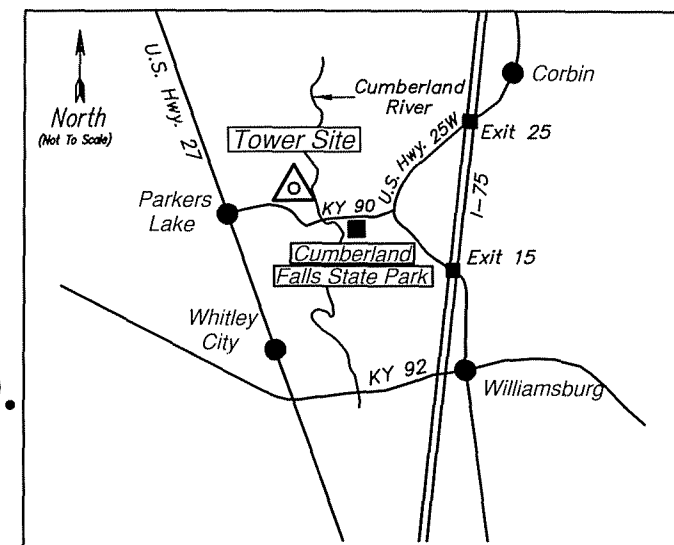 North
(Not To Scale)
U.S. Hwy. 27
Cumberland
River
Corbin
Tower Site
U.S. Hwy. 25W
Exit 25
I-75
Parkers
Lake
KY 90
Cumberland
Falls State Park
Exit 15
Whitley
City
KY 92
Williamsburg